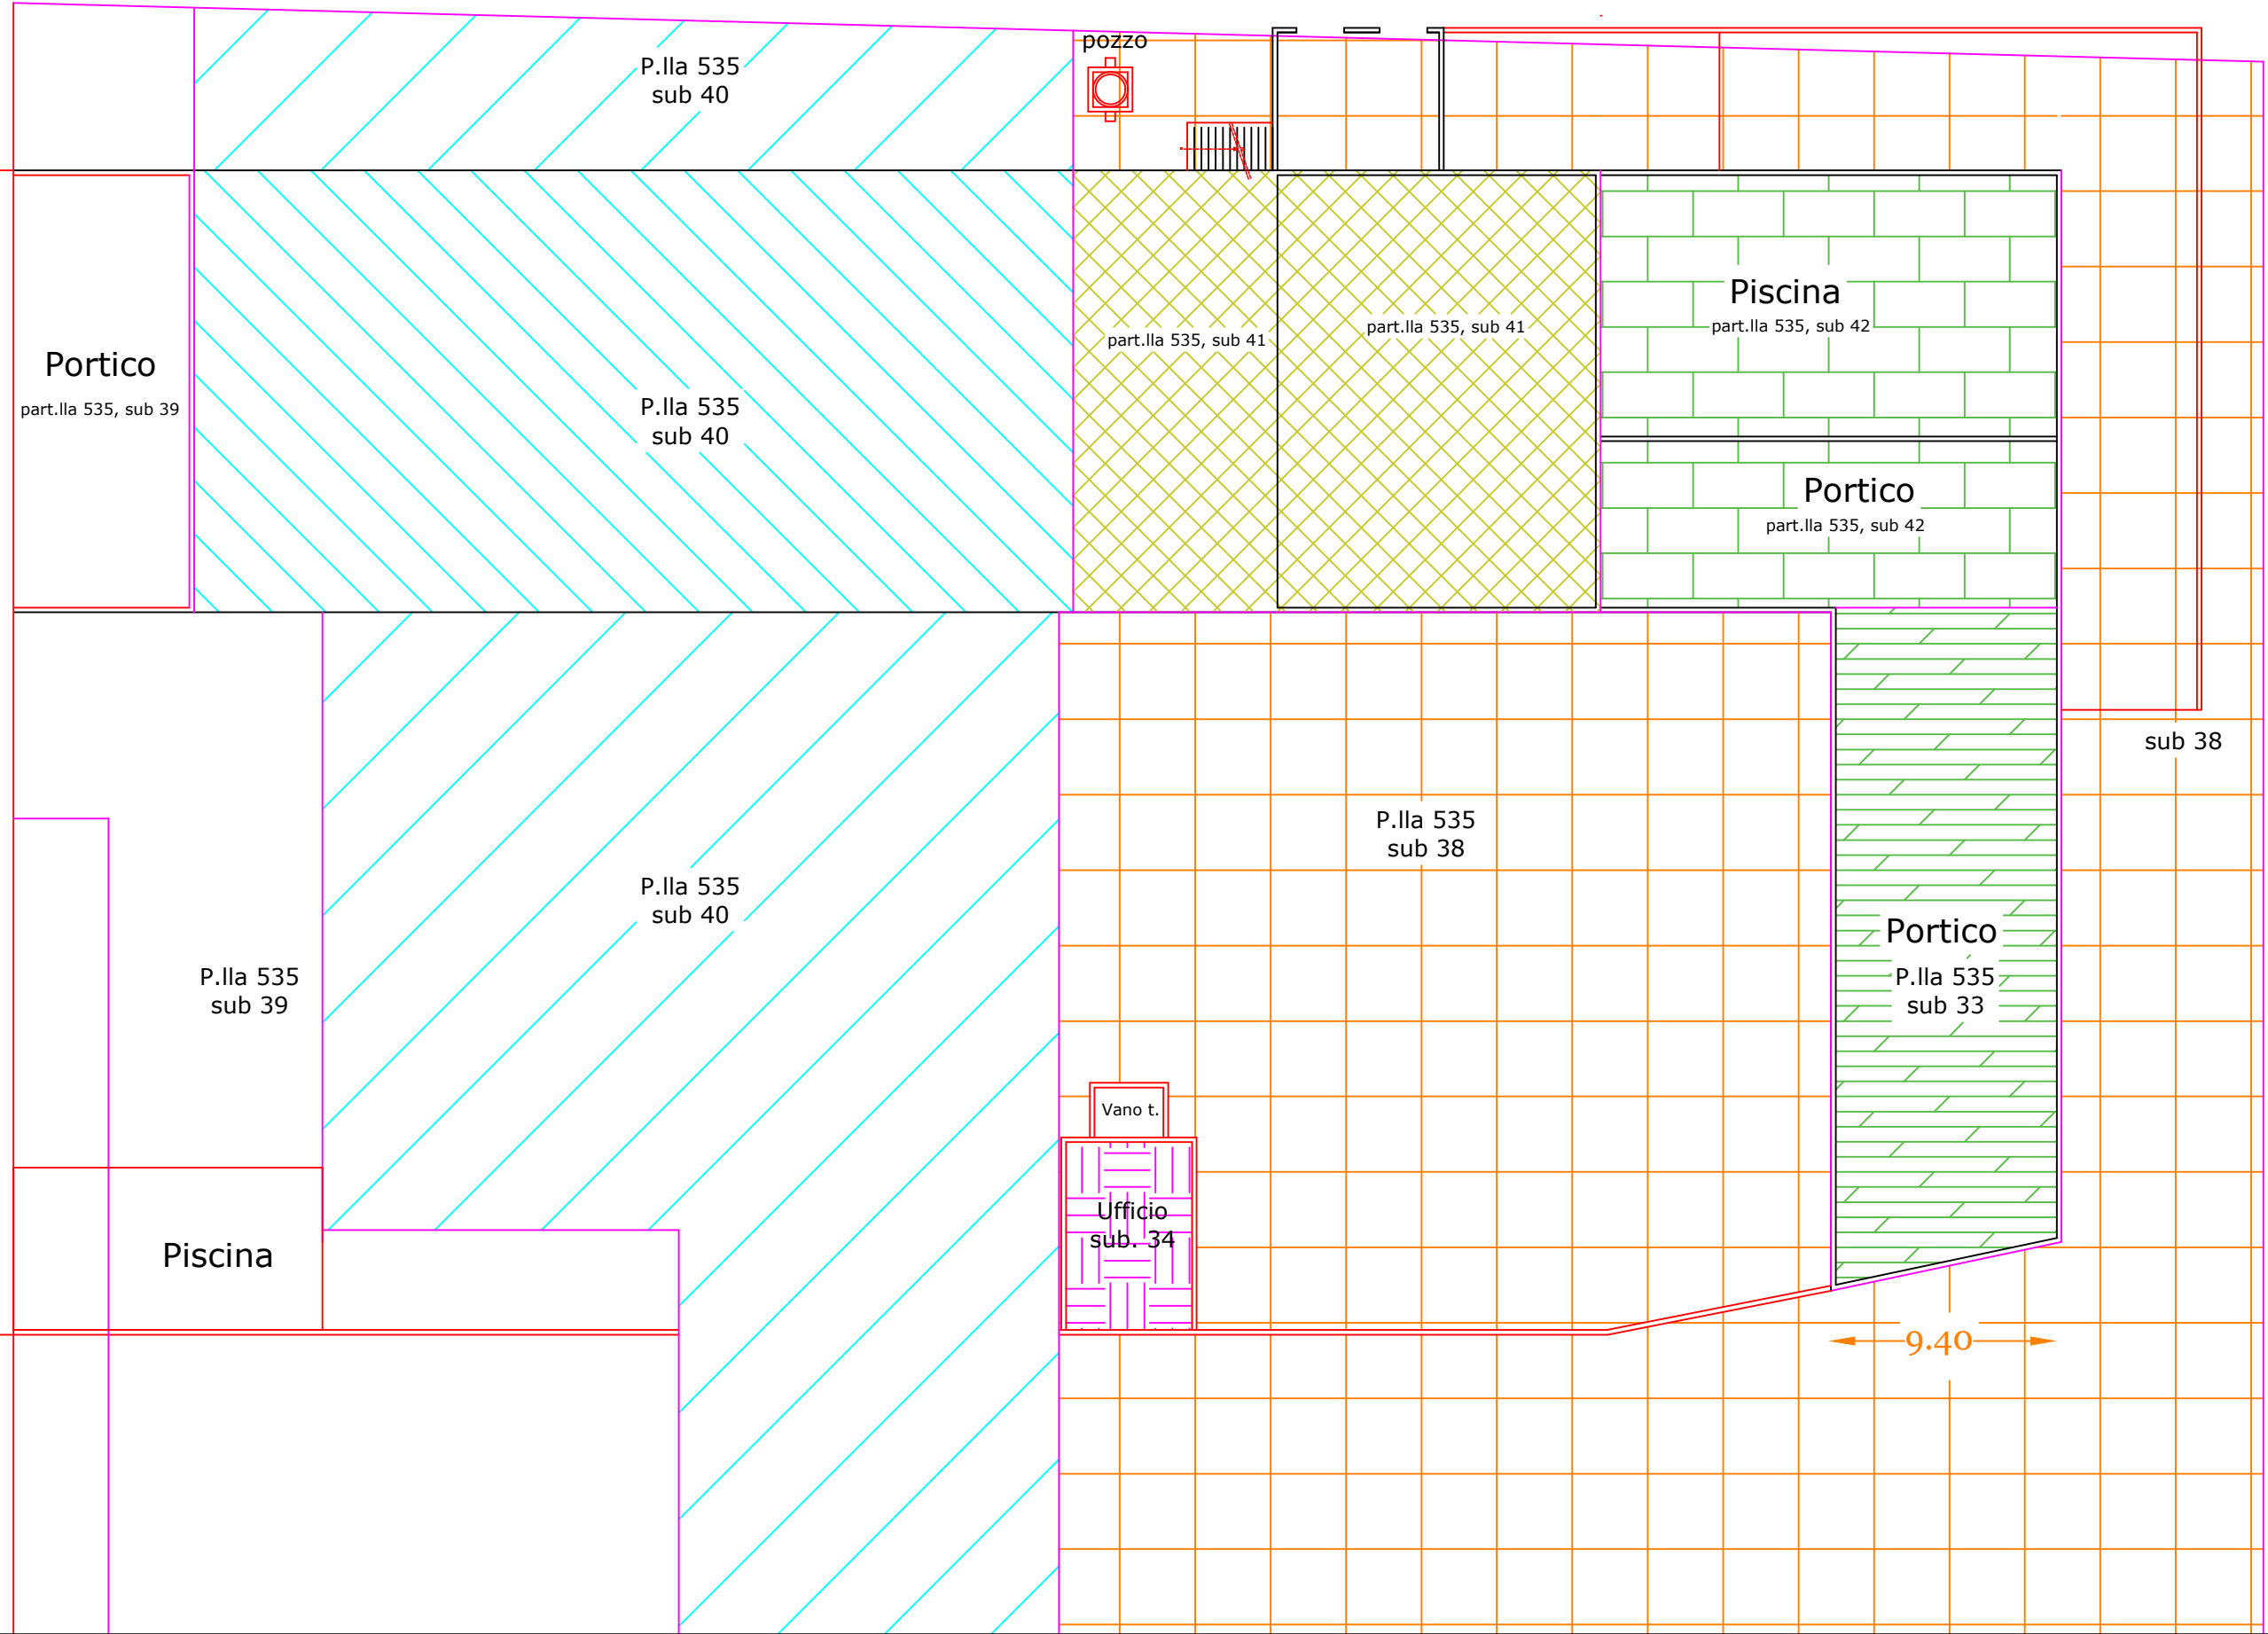 pozzo
P.lla 535
sub 40
Piscina
part.lla 535, sub 42
part.lla 535, sub 41
part.lla 535, sub 41
Portico
part.lla 535, sub 39
P.lla 535
sub 40
Portico
part.lla 535, sub 42
sub 38
P.lla 535
sub 38
P.lla 535
sub 40
Portico
P.lla 535
sub 33
P.lla 535
sub 39
Vano t.
Ufficio
sub. 34
Piscina
9.40